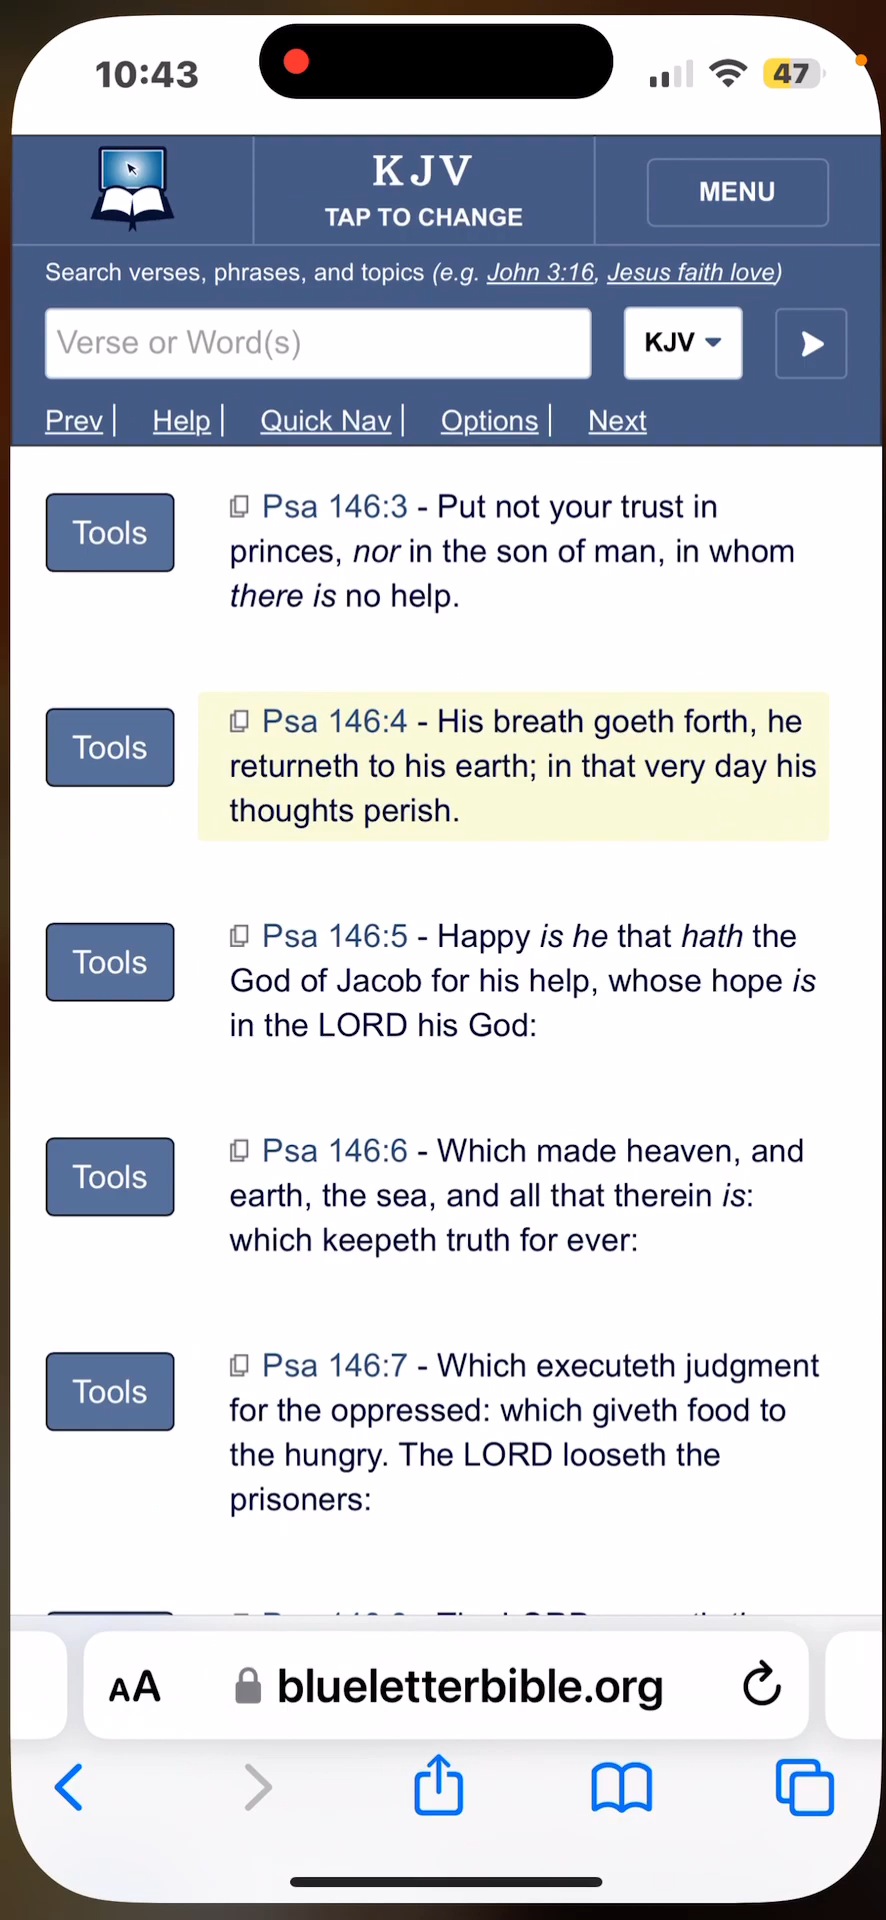 10:43
47
KJV
TAP TO CHANGE
MENU
Search verses, phrases, and topics (e.g. John 3:16, Jesus faith love)
Verse or Word(s)
KJV
Prev | Help | Quick Nav | Options | Next
Tools
Psa 146:3 - Put not your trust in
princes, nor in the son of man, in whom
there is no help.
Tools
Psa 146:4 - His breath goeth forth, he
returneth to his earth; in that very day his
thoughts perish.
Tools
Psa 146:5 - Happy is he that hath the
God of Jacob for his help, whose hope is
in the LORD his God:
Tools
Psa 146:6 - Which made heaven, and
earth, the sea, and all that therein is:
which keepeth truth for ever:
Tools
Psa 146:7 - Which executeth judgment
for the oppressed: which giveth food to
the hungry. The LORD looseth the
prisoners:
AA
blueletterbible.org